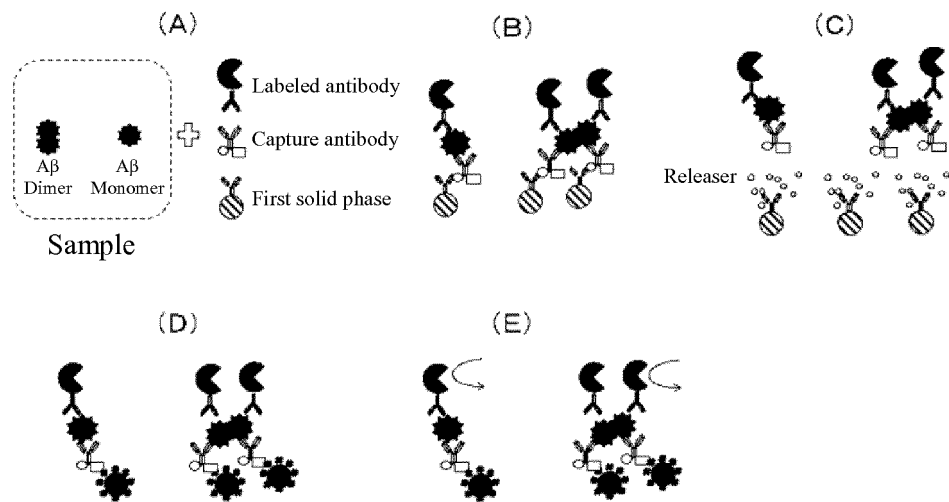 (A)
Aβ
Dimer
Aβ
Monomer
Sample
Labeled antibody
Capture antibody
First solid phase
(B)
(C)
Releaser
(D)
(E)